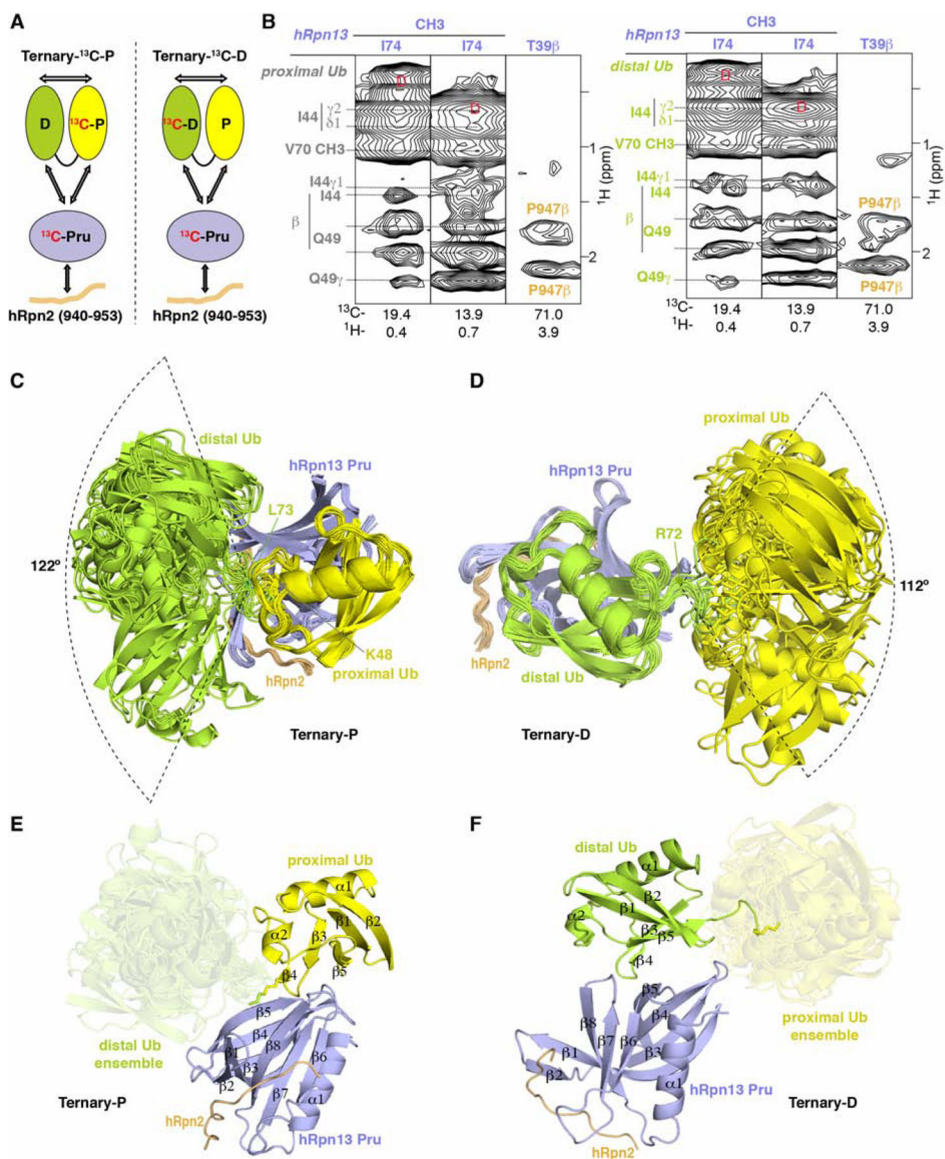 A
Ternary-¹³C-P
Ternary-¹³C-D
D
¹³C-P
¹³C-D
P
¹³C-Pru
¹³C-Pru
hRpn2 (940-953)
hRpn2 (940-953)
B
hRpn13
CH3
I74
I74
T39β
proximal Ub
I44
γ2
δ1
V70 CH3
I44γ1
I44
β
Q49
Q49γ
1
2
¹H (ppm)
P947β
P947β
¹³C-
19.4
13.9
71.0
¹H-
0.4
0.7
3.9
hRpn13
CH3
I74
I74
T39β
distal Ub
I44
γ2
δ1
V70 CH3
I44γ1
I44
β
Q49
Q49γ
1
2
¹H (ppm)
P947β
P947β
¹³C-
19.4
13.9
71.0
¹H-
0.4
0.7
3.9
C
distal Ub
hRpn13 Pru
L73
122º
K48
hRpn2
proximal Ub
Ternary-P
D
proximal Ub
hRpn13 Pru
R72
112º
hRpn2
distal Ub
Ternary-D
E
proximal Ub
α1
β1
β2
α2
β3
β4
β5
β5
β4
β8
β1
β3
β6
β2
β7
α1
distal Ub
ensemble
Ternary-P
hRpn2
hRpn13 Pru
F
distal Ub
α1
β2
β1
α2
β3
β5
β4
β5
β4
β8
β7
β6
β1
β3
β2
α1
proximal Ub
ensemble
hRpn13 Pru
Ternary-D
hRpn2